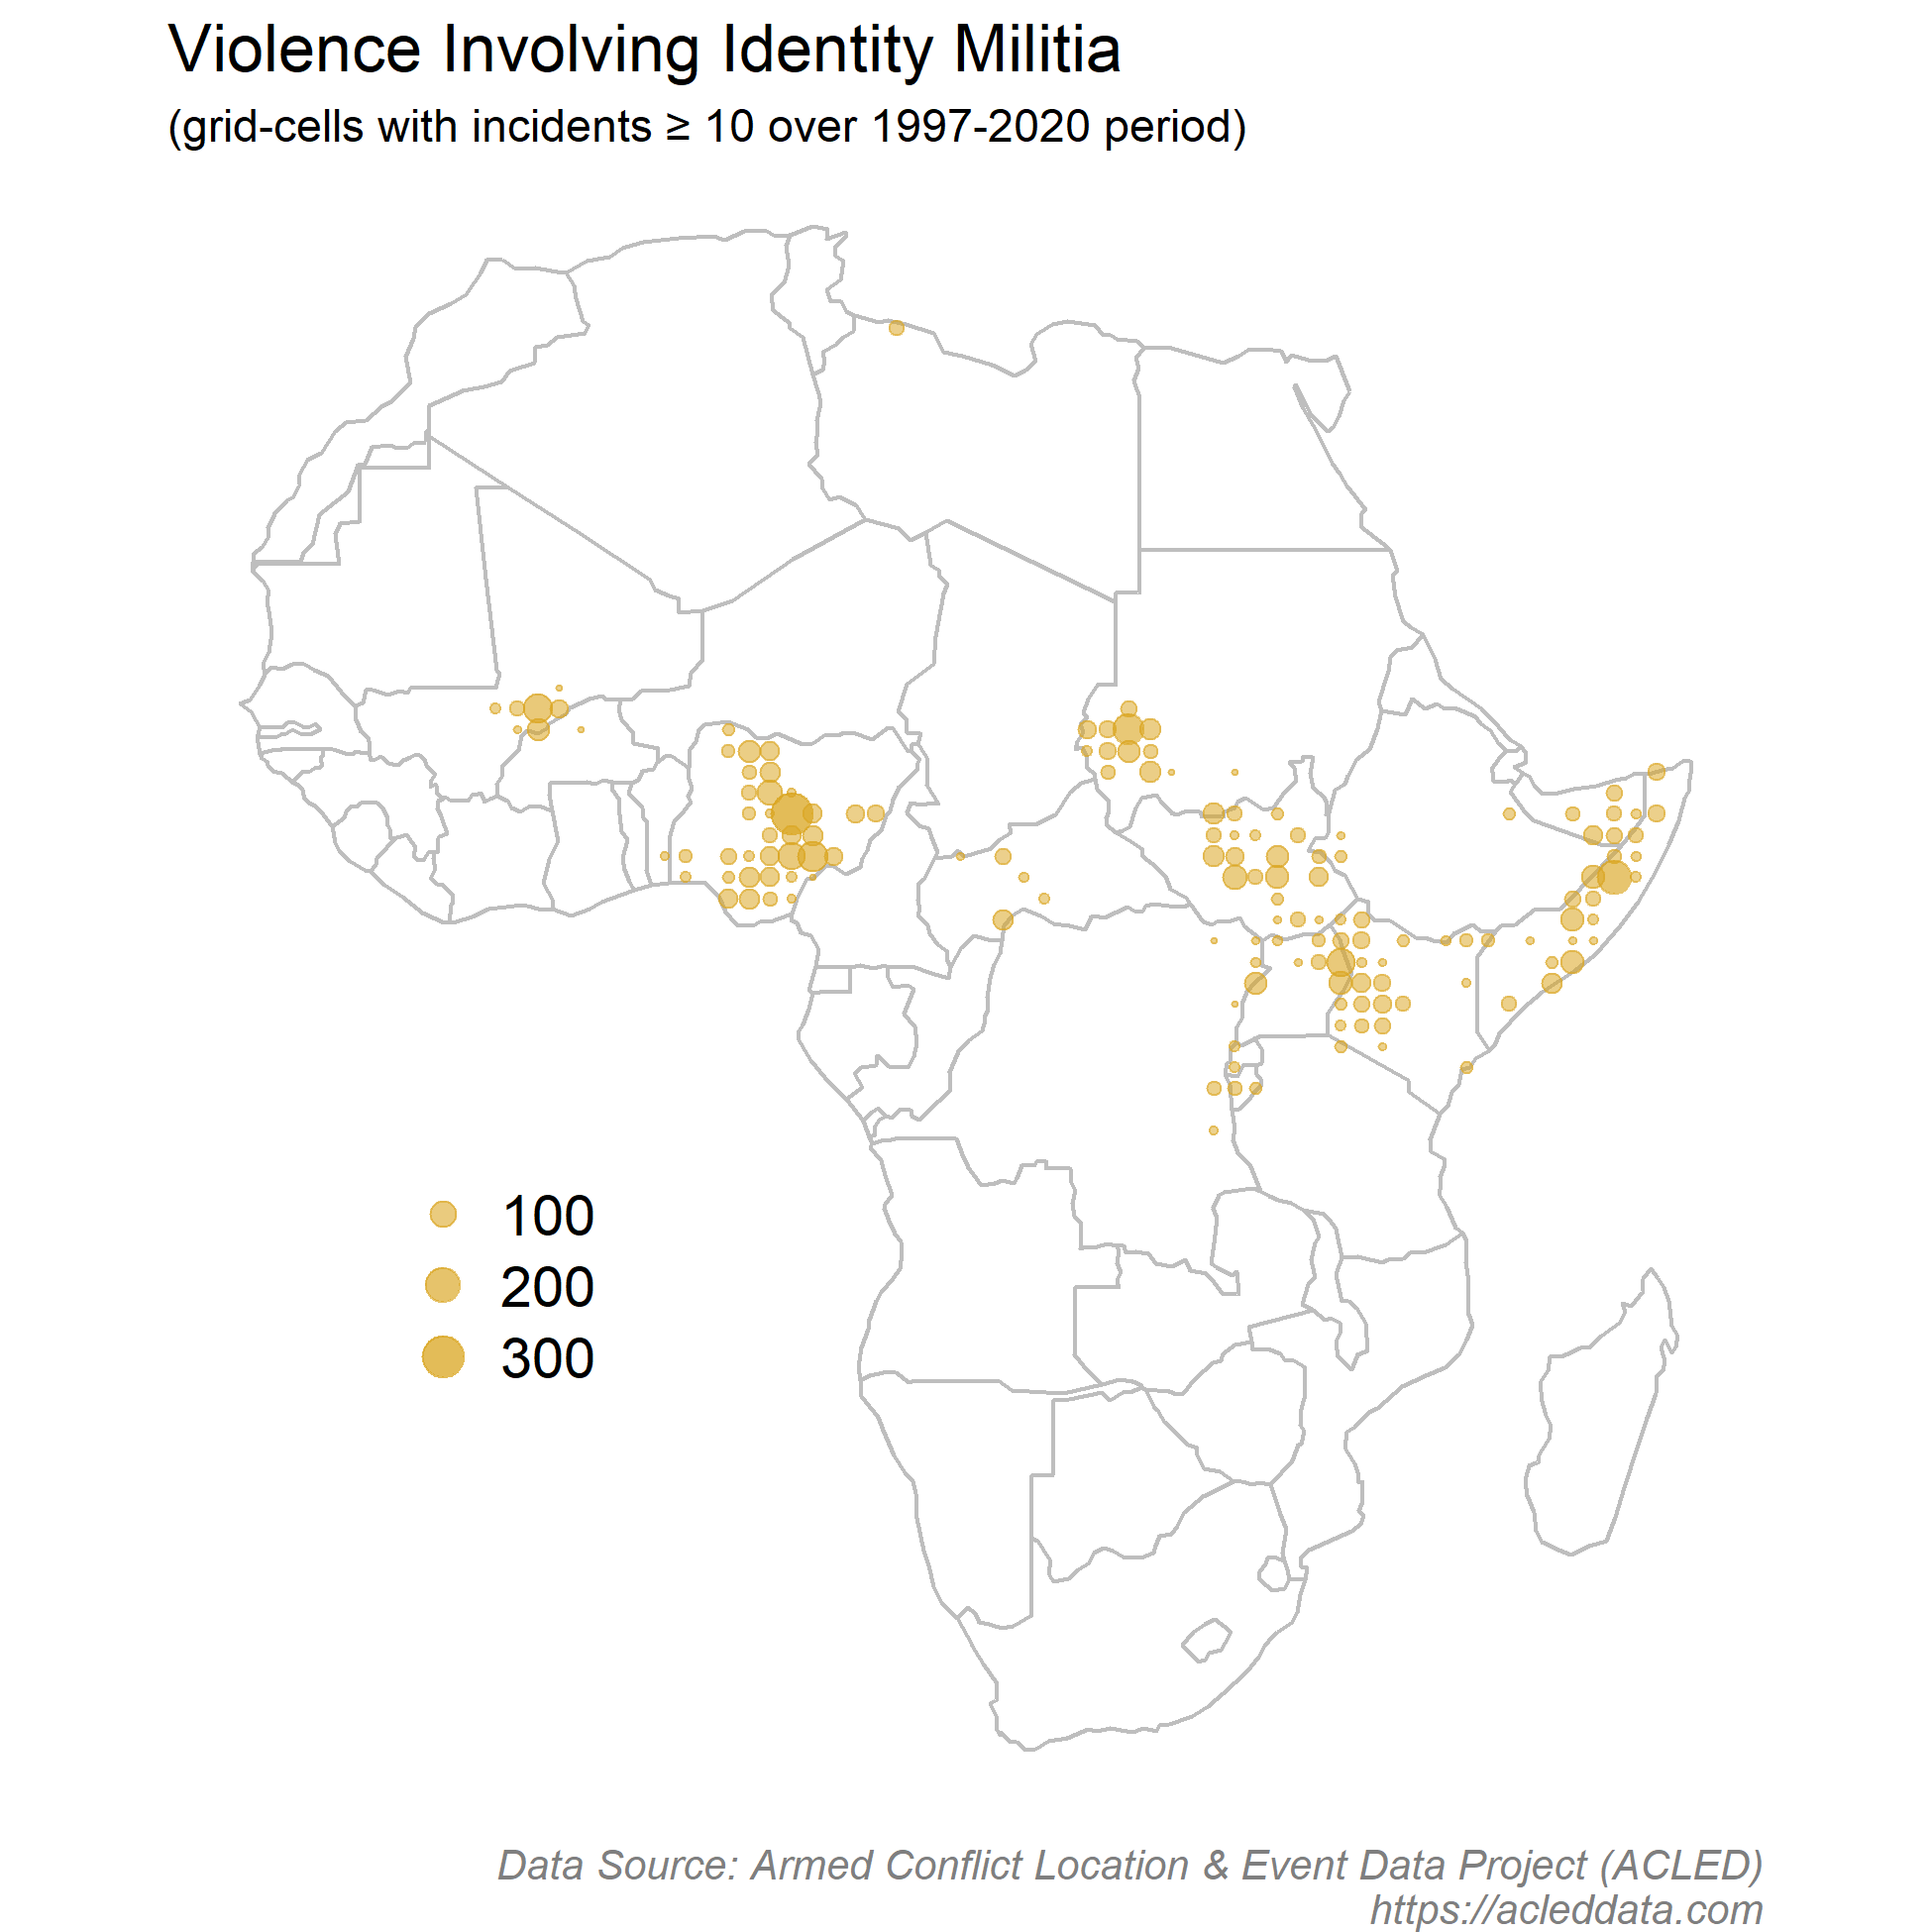 Violence Involving Identity Militia
(grid-cells with incidents ≥ 10 over 1997-2020 period)
100
200
300
Data Source: Armed Conflict Location & Event Data Project (ACLED)
https://acleddata.com